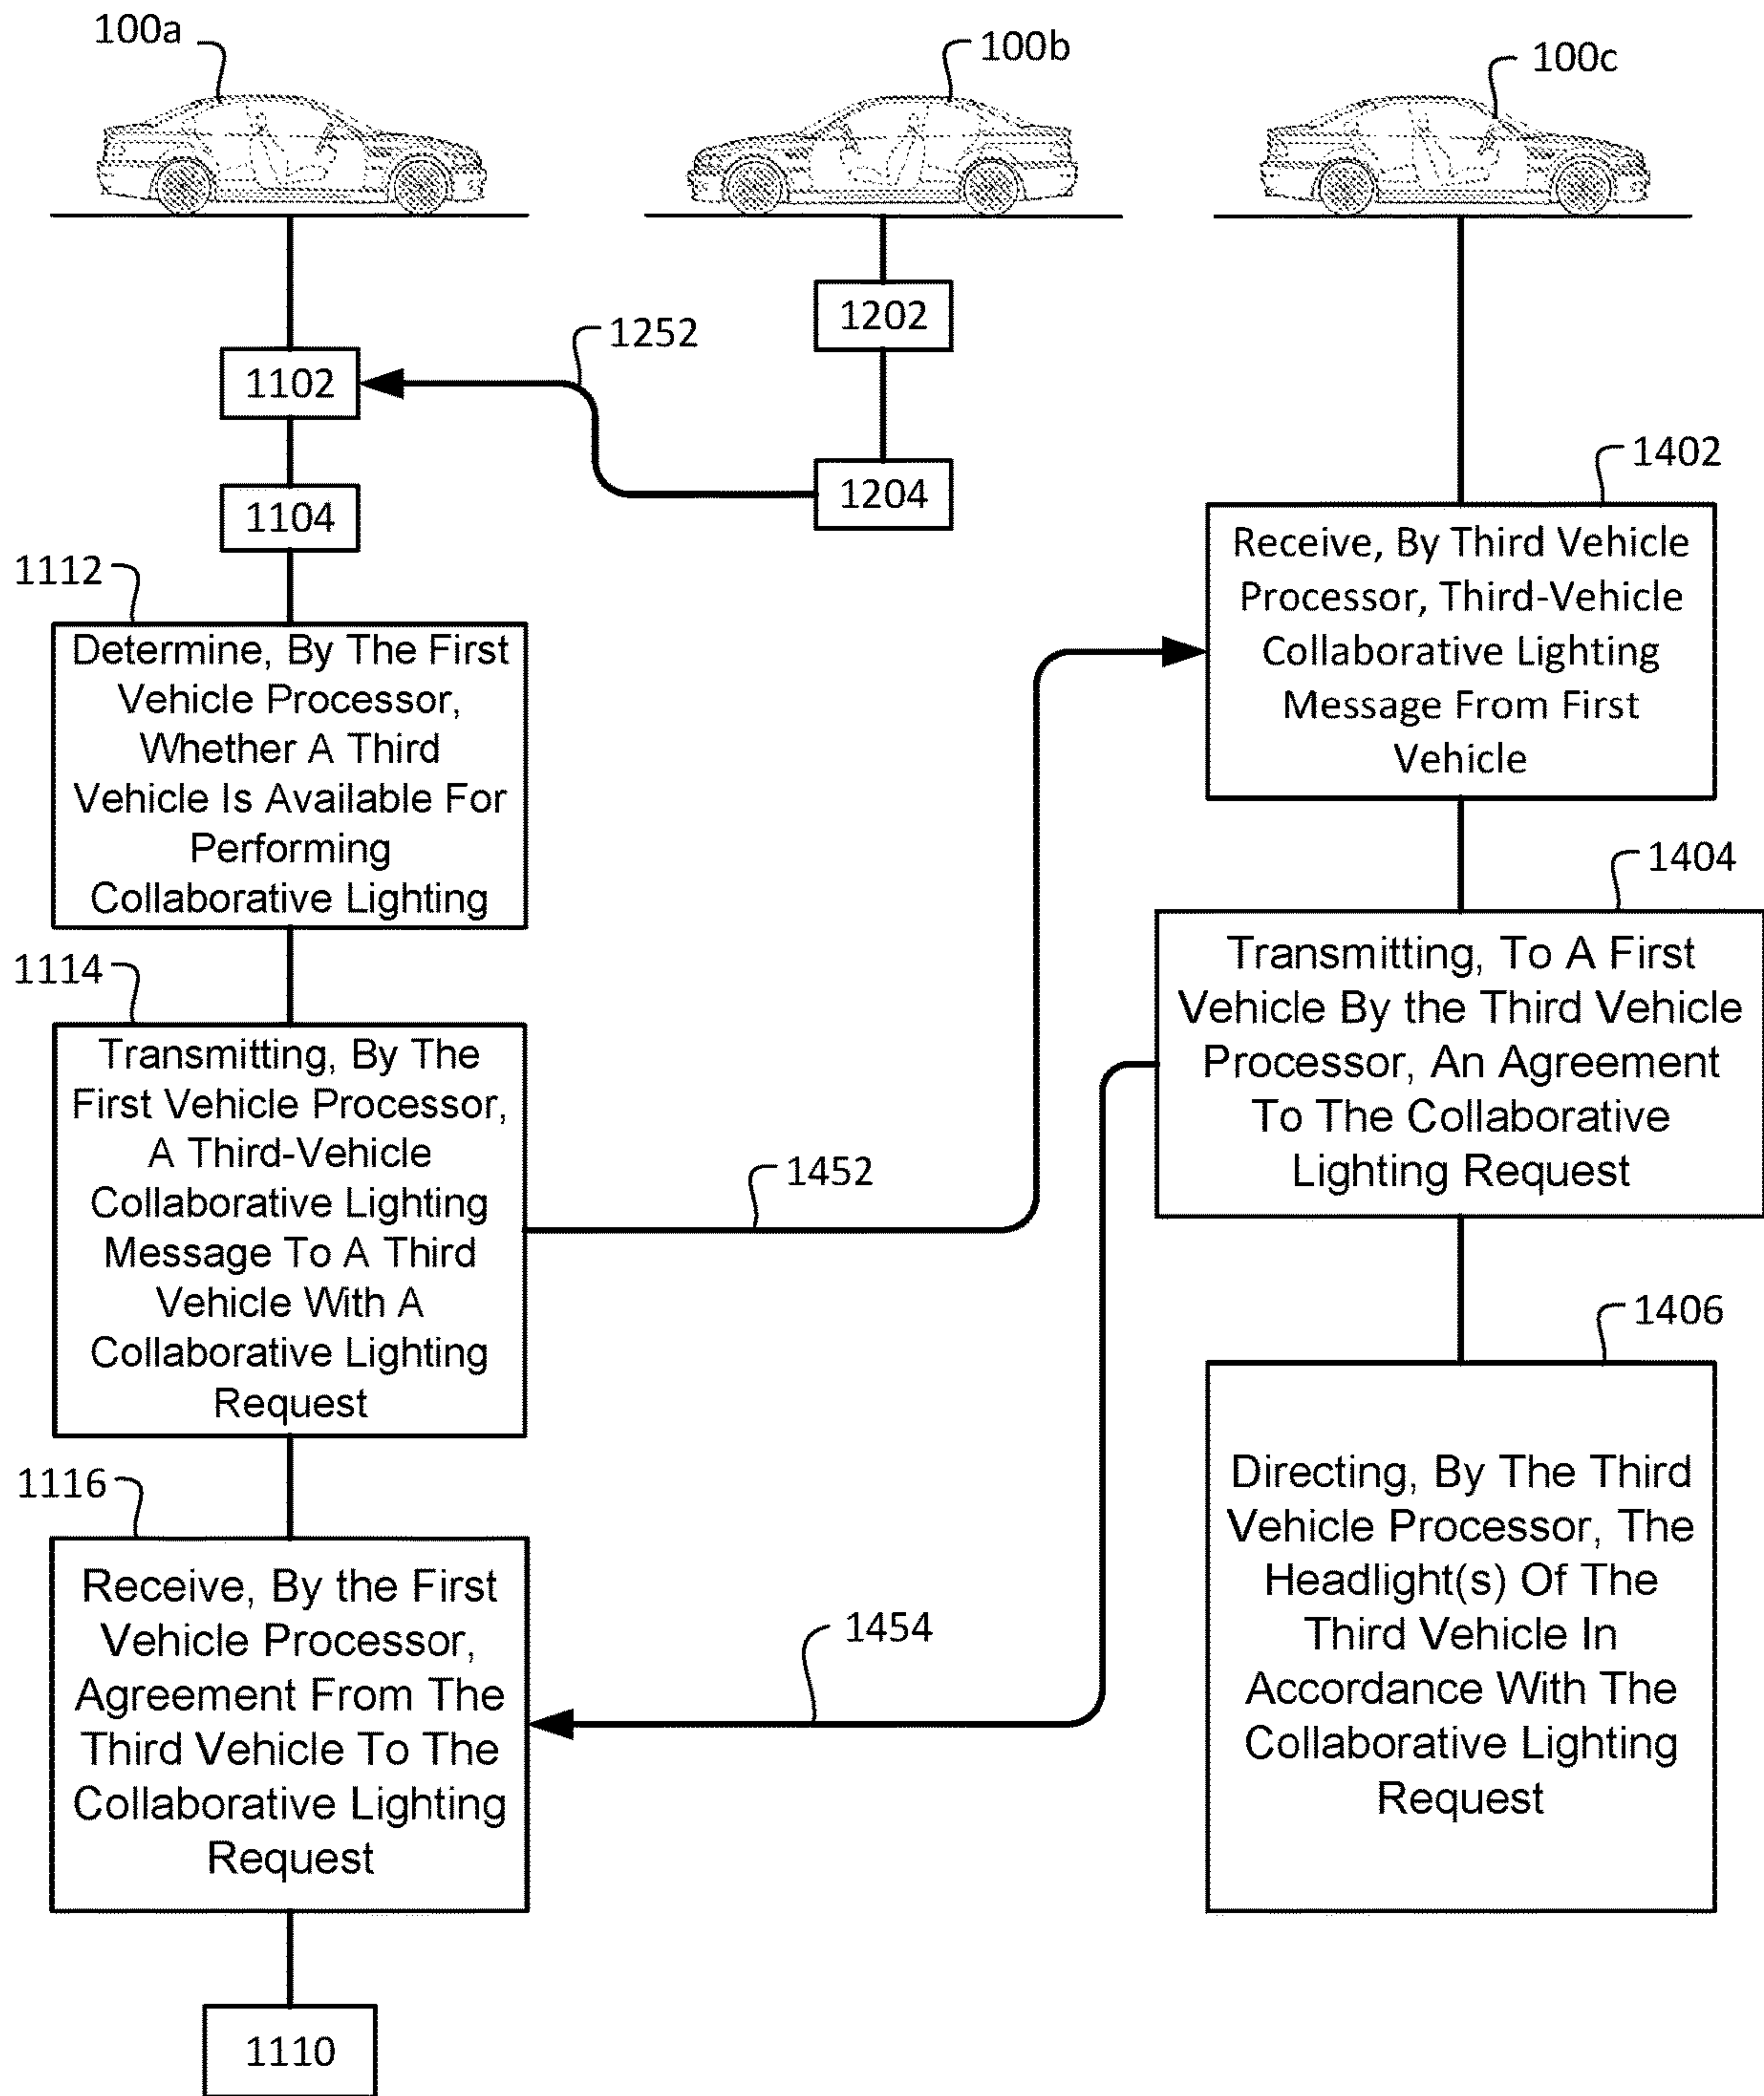 100a
100b
100c
1202
1252
1102
1204
1104
1402
Receive, By Third Vehicle
Processor, Third-Vehicle
Collaborative Lighting
Message From First
Vehicle
1112
Determine, By The First
Vehicle Processor,
Whether A Third
Vehicle Is Available For
Performing
Collaborative Lighting
1404
Transmitting, To A First
Vehicle By the Third Vehicle
Processor, An Agreement
To The Collaborative
Lighting Request
1114
Transmitting, By The
First Vehicle Processor,
A Third-Vehicle
Collaborative Lighting
Message To A Third
Vehicle With A
Collaborative Lighting
Request
1452
1406
Directing, By The Third
Vehicle Processor, The
Headlight(s) Of The
Third Vehicle In
Accordance With The
Collaborative Lighting
Request
1116
Receive, By the First
Vehicle Processor,
Agreement From The
Third Vehicle To The
Collaborative Lighting
Request
1454
1110